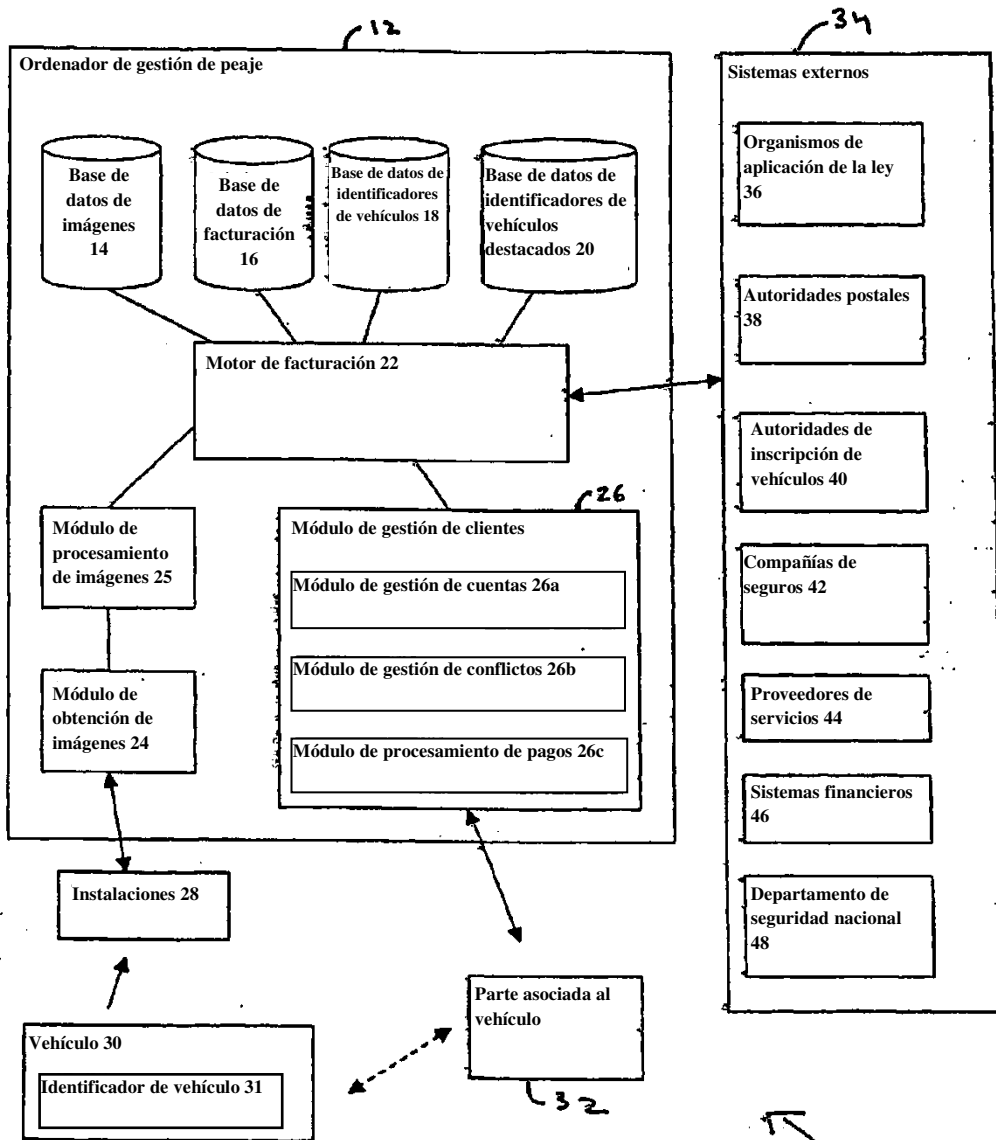 12
34
Ordenador de gestión de peaje
Base de
datos de
imágenes
14
Base de
datos de
facturación
16
Base de datos de
identificadores
de vehículos 18
Base de datos de
identificadores de
vehículos
destacados 20
Motor de facturación 22
Módulo de
procesamiento
de imágenes 25
Módulo de
obtención de
imágenes 24
26
Módulo de gestión de clientes
Módulo de gestión de cuentas 26a
Módulo de gestión de conflictos 26b
Módulo de procesamiento de pagos 26c
Instalaciones 28
Vehículo 30
Identificador de vehículo 31
Parte asociada al
vehículo
32
Sistemas externos
Organismos de
aplicación de la ley
36
Autoridades postales
38
Autoridades de
inscripción de
vehículos 40
Compañías de
seguros 42
Proveedores de
servicios 44
Sistemas financieros
46
Departamento de
seguridad nacional
48